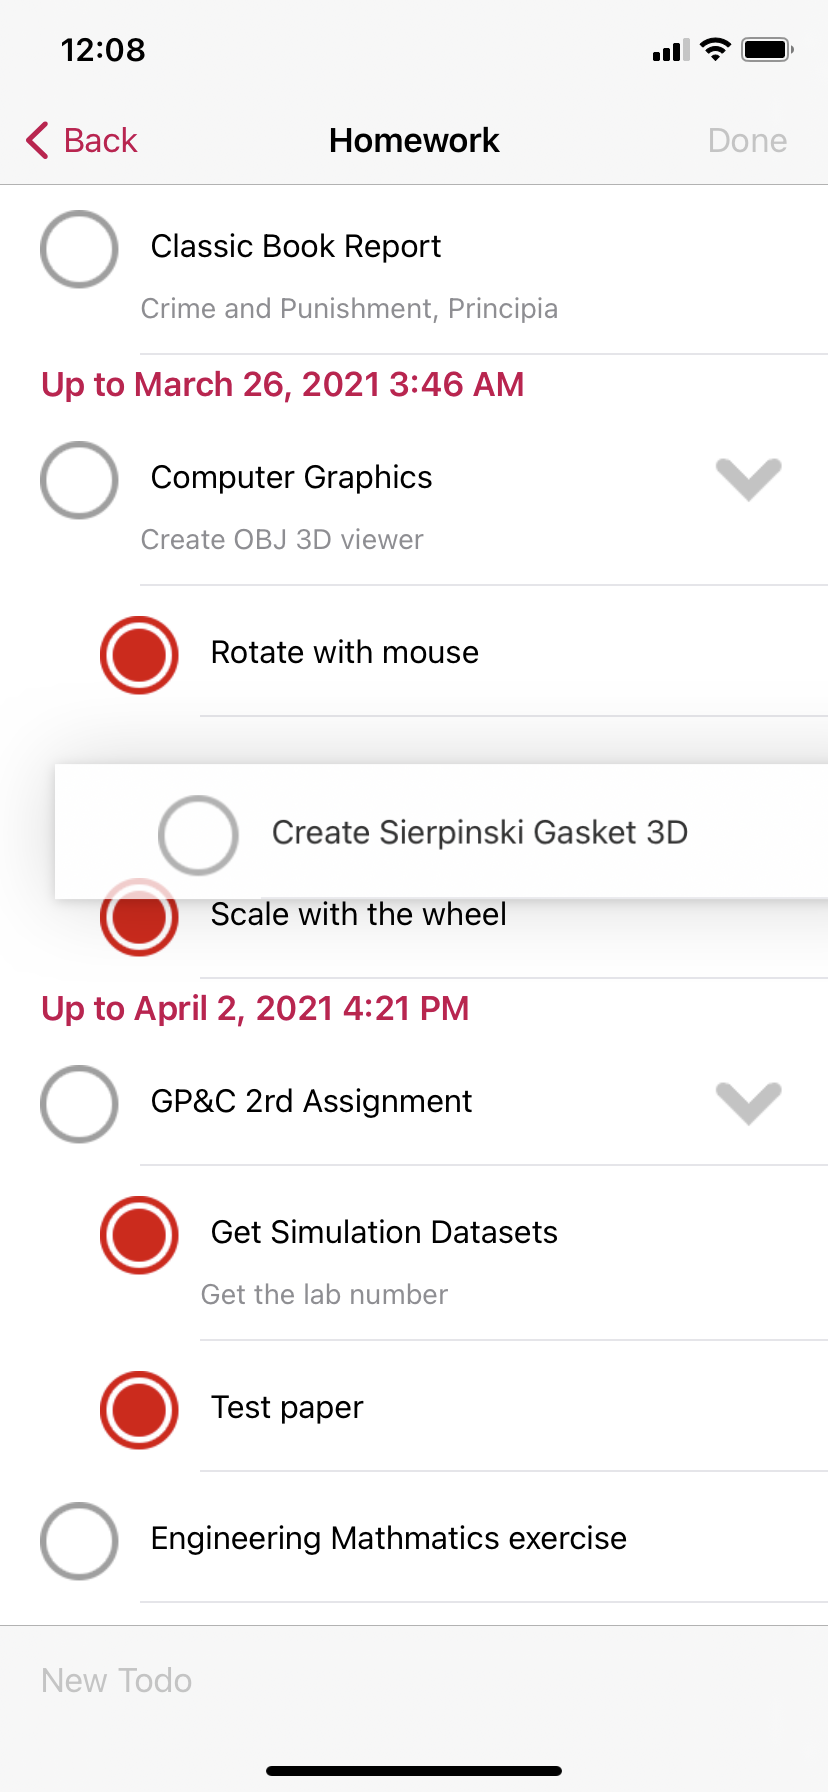 12:08
Back
Homework
Done
Classic Book Report
Crime and Punishment, Principia
Up to March 26, 2021 3:46 AM
Computer Graphics
Create OBJ 3D viewer
Rotate with mouse
Create Sierpinski Gasket 3D
Scale with the wheel
Up to April 2, 2021 4:21 PM
GP&C 2rd Assignment
Get Simulation Datasets
Get the lab number
Test paper
Engineering Mathmatics exercise
New Todo